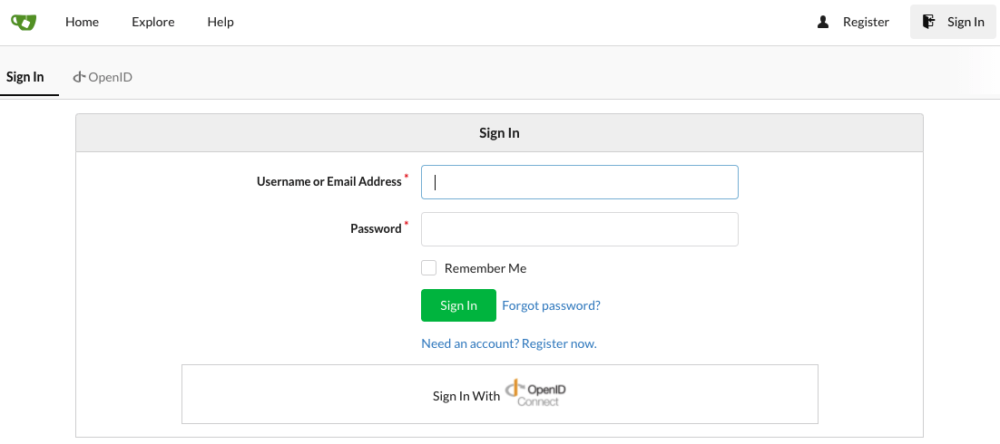 Home Explore Help Register Sign In
Sign In OpenID
Sign In
Username or Email Address *
Password *
Remember Me
Sign In Forgot password?
Need an account? Register now.
Sign In With OpenID Connect